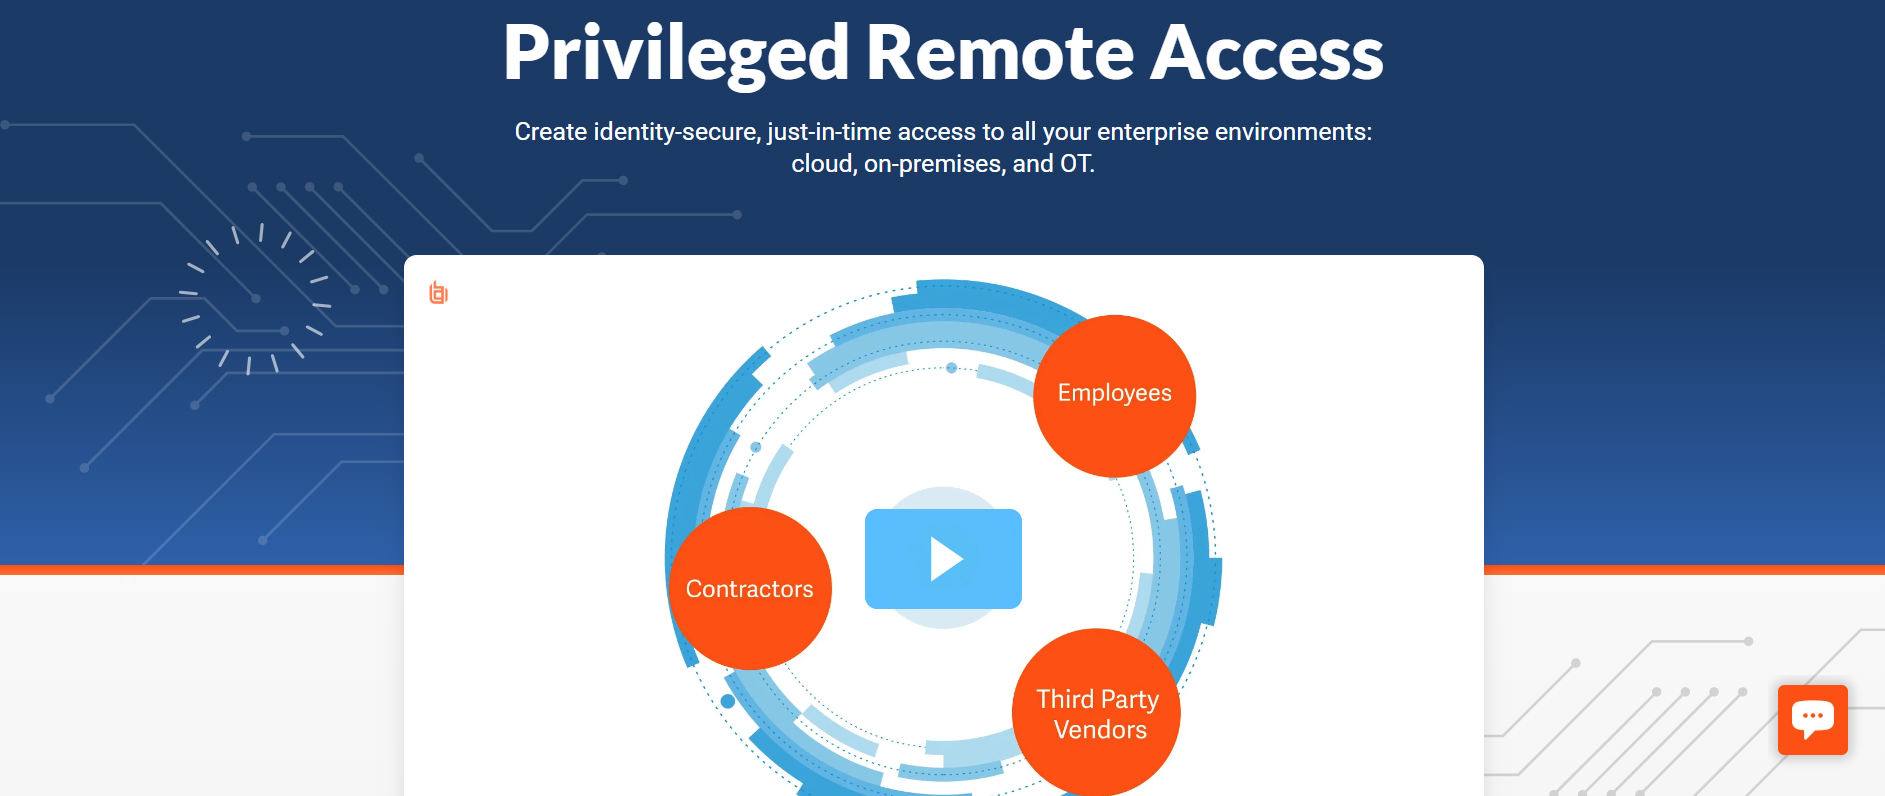 Privileged Remote Access
Create identity-secure, just-in-time access to all your enterprise environments:
cloud, on-premises, and OT.
Employees
Contractors
Third Party
Vendors